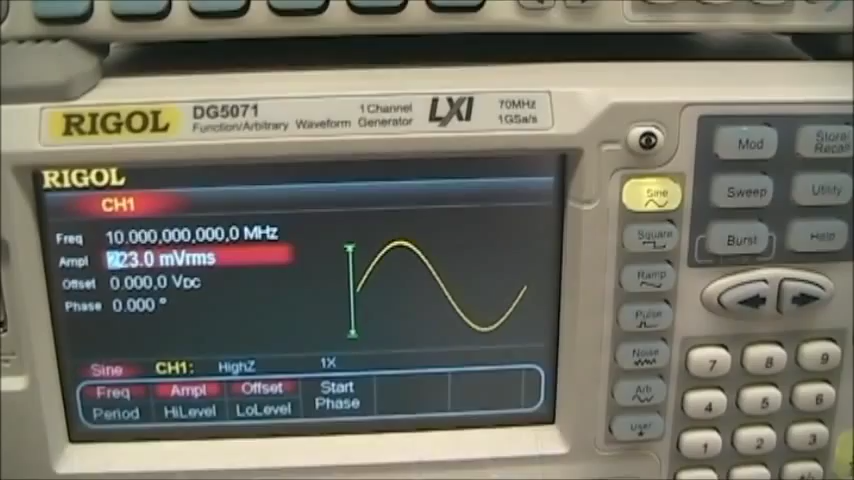 RIGOL DG5071 1 Channel LXI 70MHz
Function/Arbitrary Waveform Generator 1GSa/s
RIGOL
CH1
Freq 10.000,000,000,0 MHz
Ampl 223.0 mVrms
Offset 0.000,0 VDC
Phase 0.000 °
Sine CH1: HighZ 1X
Freq Ampl Offset Start
Period HiLevel LoLevel Phase
Sine
Square
Ramp
Pulse
Noise
Arb
User
Mod Store/
Recall
Sweep Utility
Burst Help
7 8 9
4 5 6
1 2 3